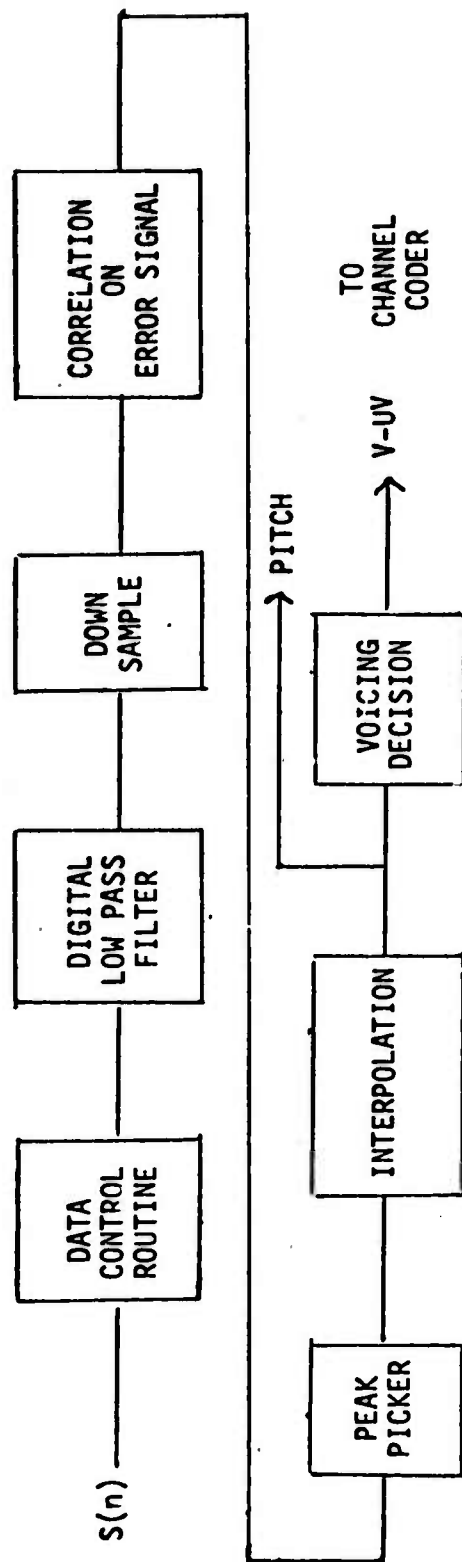 S(n)
DATA
CONTROL
ROUTINE
DIGITAL
LOW PASS
FILTER
DOWN
SAMPLE
CORRELATION
ON
ERROR SIGNAL
PEAK
PICKER
INTERPOLATION
PITCH
VOICING
DECISION
V-UV
TO
CHANNEL
CODER